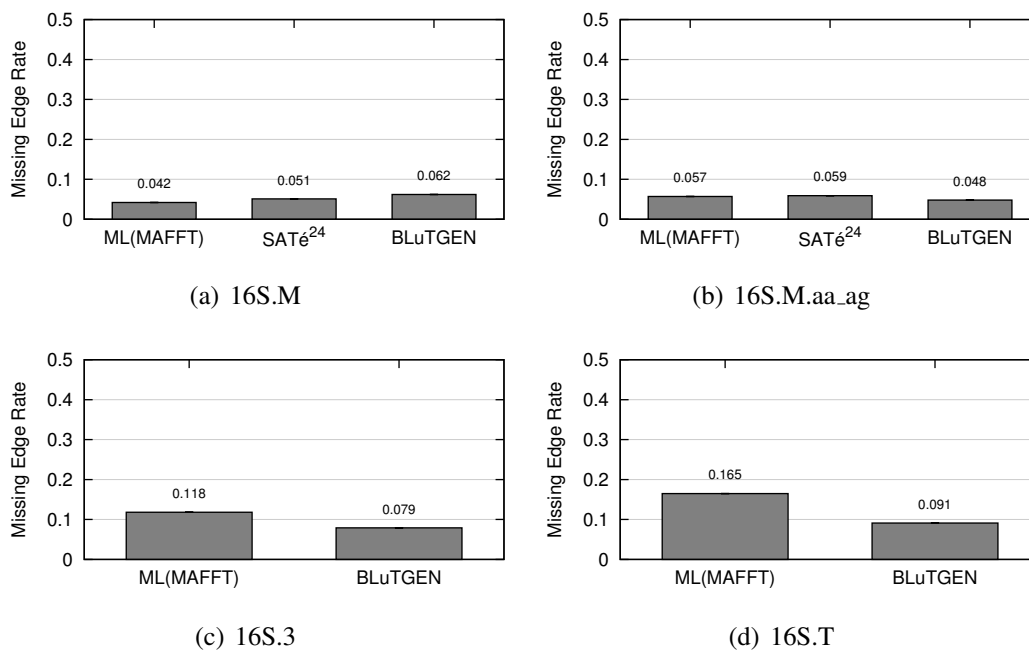 0.5
0.4
0.3
0.2
0.1
0
Missing Edge Rate
0.042
0.051
0.062
ML(MAFFT)
SATé24
BLuTGEN
(a) 16S.M
0.5
0.4
0.3
0.2
0.1
0
Missing Edge Rate
0.057
0.059
0.048
ML(MAFFT)
SATé24
BLuTGEN
(b) 16S.M.aa_ag
0.5
0.4
0.3
0.2
0.1
0
Missing Edge Rate
0.118
0.079
ML(MAFFT)
BLuTGEN
(c) 16S.3
0.5
0.4
0.3
0.2
0.1
0
Missing Edge Rate
0.165
0.091
ML(MAFFT)
BLuTGEN
(d) 16S.T